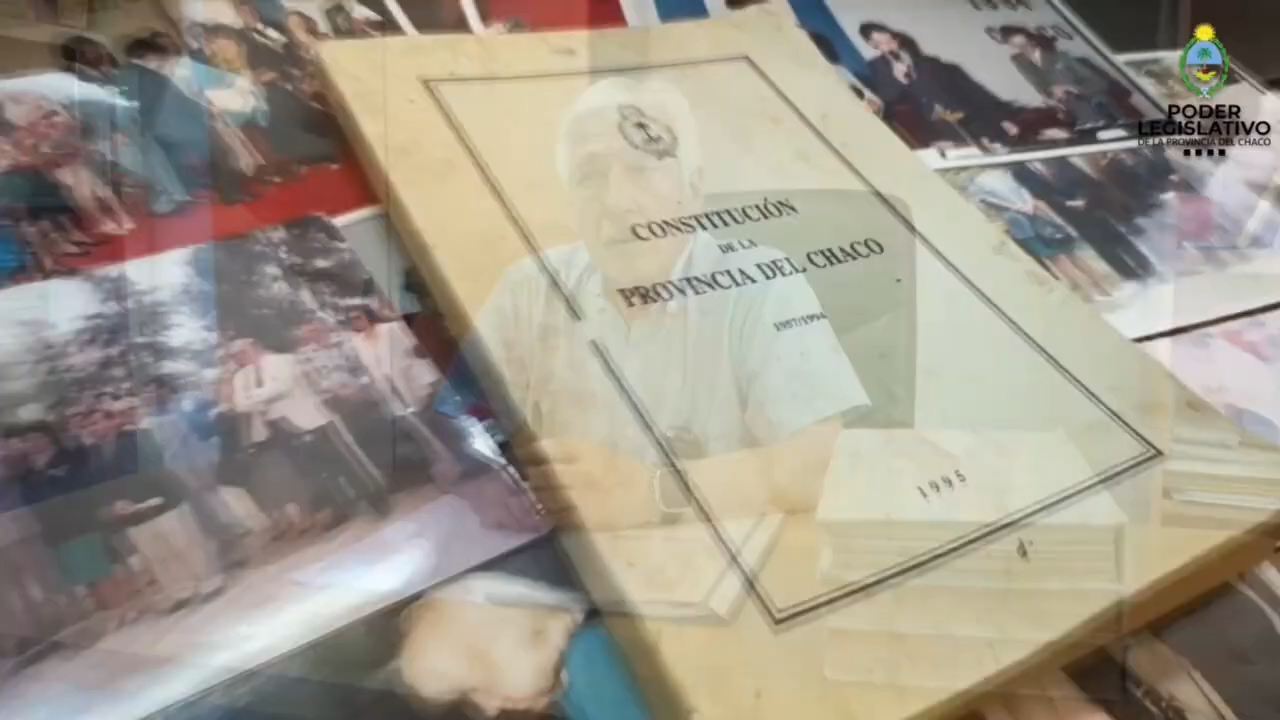 PODER
LEGISLATIVO
DE LA PROVINCIA DEL CHACO
CONSTITUCIÓN
DE LA
PROVINCIA DEL CHACO
1957/1994
1995